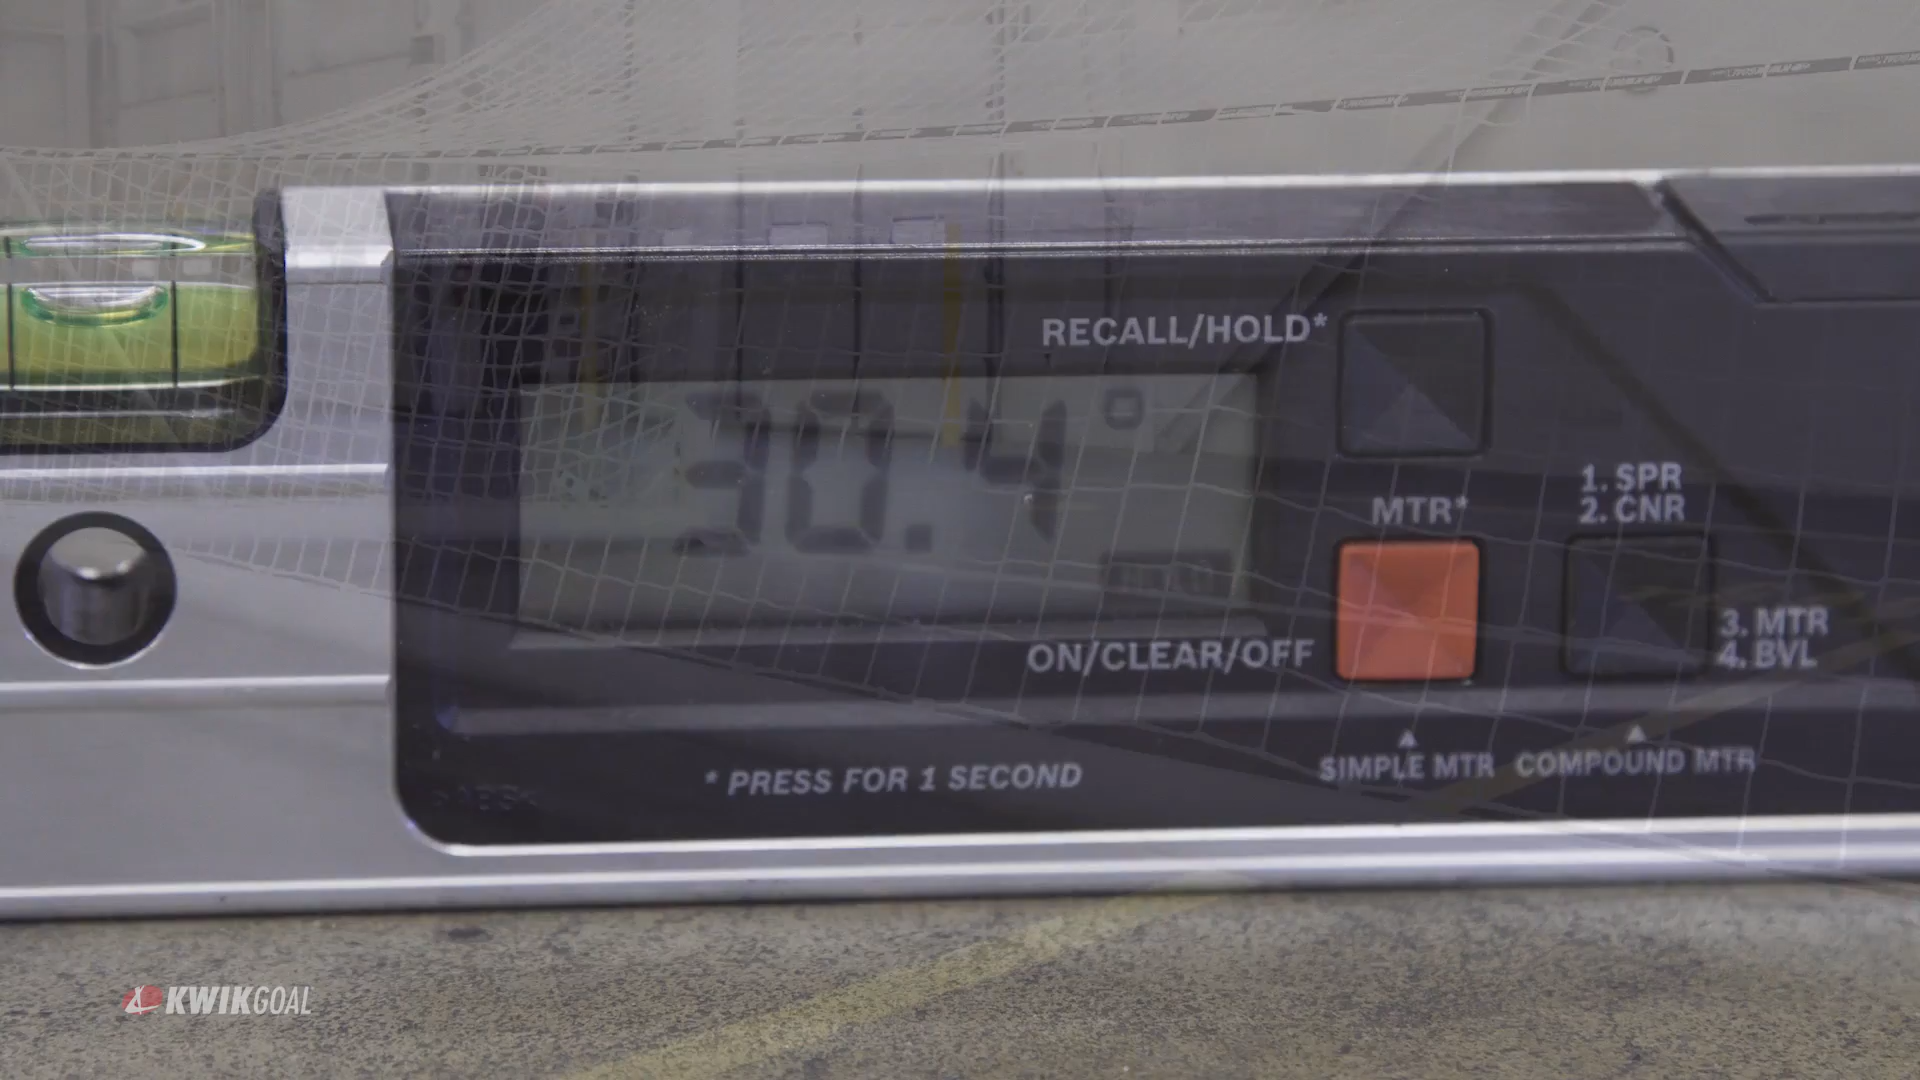 RECALL/HOLD*
30.4°
1. SPR
2. CNR
MTR*
3. MTR
4. BVL
ON/CLEAR/OFF
SIMPLE MTR COMPOUND MTR
* PRESS FOR 1 SECOND
KWIKGOAL